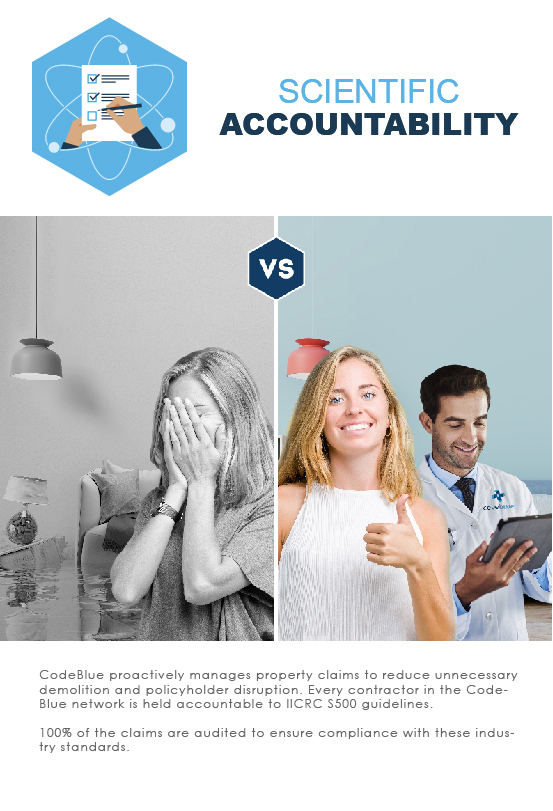 SCIENTIFIC
ACCOUNTABILITY
VS
CodeBlue proactively manages property claims to reduce unnecessary
demolition and policyholder disruption. Every contractor in the Code-
Blue network is held accountable to IICRC S500 guidelines.
100% of the claims are audited to ensure compliance with these indus-
try standards.